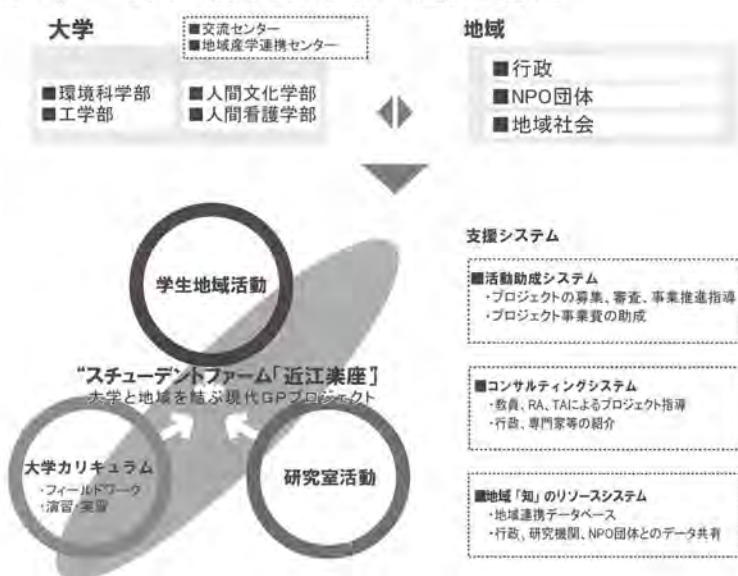 大学
■交流センター
■地域産学連携センター
■環境科学部
■工学部
■人間文化学部
■人間看護学部
地域
■行政
■NPO団体
■地域社会
学生地域活動
“スチューデントファーム「近江楽座」
大学と地域を結ぶ現代GPプロジェクト
大学カリキュラム
・フィールドワーク
・演習・実習
研究室活動
支援システム
■活動助成システム
・プロジェクトの募集、審査、事業推進指導
・プロジェクト事業費の助成
■コンサルティングシステム
・教員、RA、TAによるプロジェクト指導
・行政、専門家等の紹介
■地域「知」のリソースシステム
・地域連携データベース
・行政、研究機関、NPO団体とのデータ共有